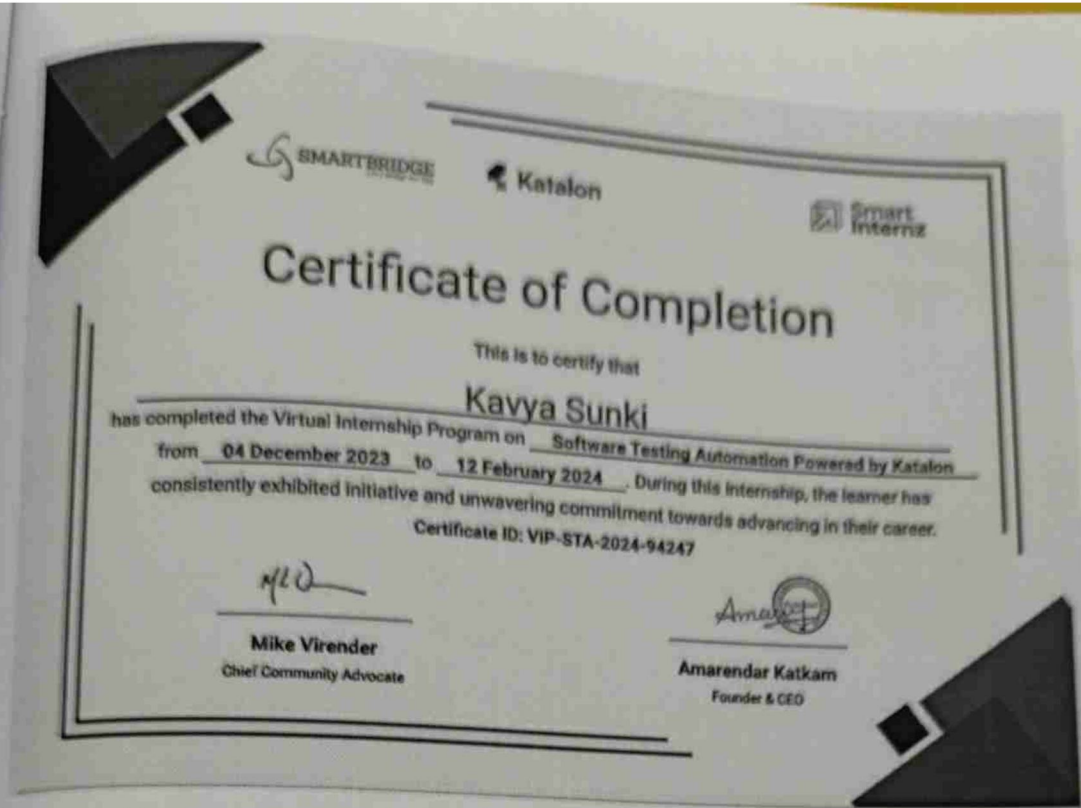 SMARTBRIDGE
Katalon
Smart
Internz
Certificate of Completion
This is to certify that
Kavya Sunki
has completed the Virtual Internship Program on Software Testing Automation Powered by Katalon
from 04 December 2023 to 12 February 2024. During this internship, the learner has
consistently exhibited initiative and unwavering commitment towards advancing in their career.
Certificate ID: VIP-STA-2024-94247
Mike Virender
Chief Community Advocate
Amarendar Katkam
Founder & CEO